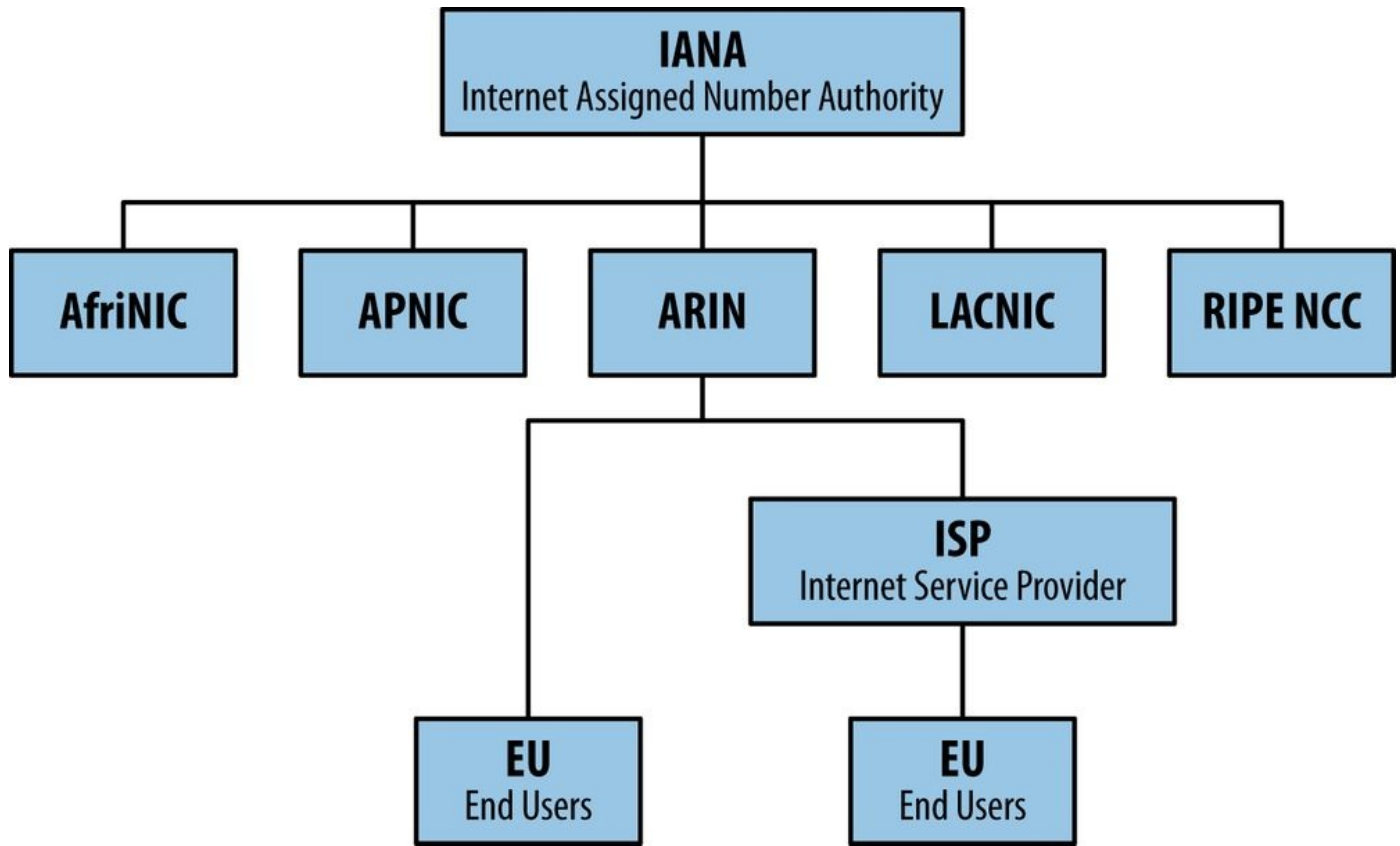 IANA
Internet Assigned Number Authority
AfriNIC
APNIC
ARIN
LACNIC
RIPE NCC
ISP
Internet Service Provider
EU
End Users
EU
End Users